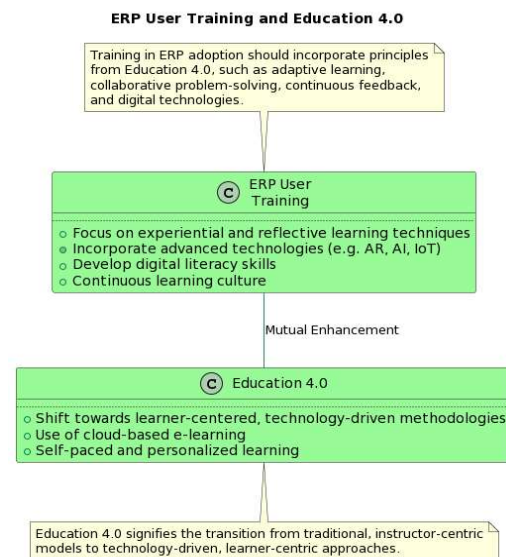 ERP User Training and Education 4.0
Training in ERP adoption should incorporate principles
from Education 4.0, such as adaptive learning,
collaborative problem-solving, continuous feedback,
and digital technologies.
C ERP User
Training
Focus on experiential and reflective learning techniques
Incorporate advanced technologies (e.g. AR, AI, IoT)
Develop digital literacy skills
Continuous learning culture
Mutual Enhancement
C Education 4.0
Shift towards learner-centered, technology-driven methodologies
Use of cloud-based e-learning
Self-paced and personalized learning
Education 4.0 signifies the transition from traditional, instructor-centric
models to technology-driven, learner-centric approaches.